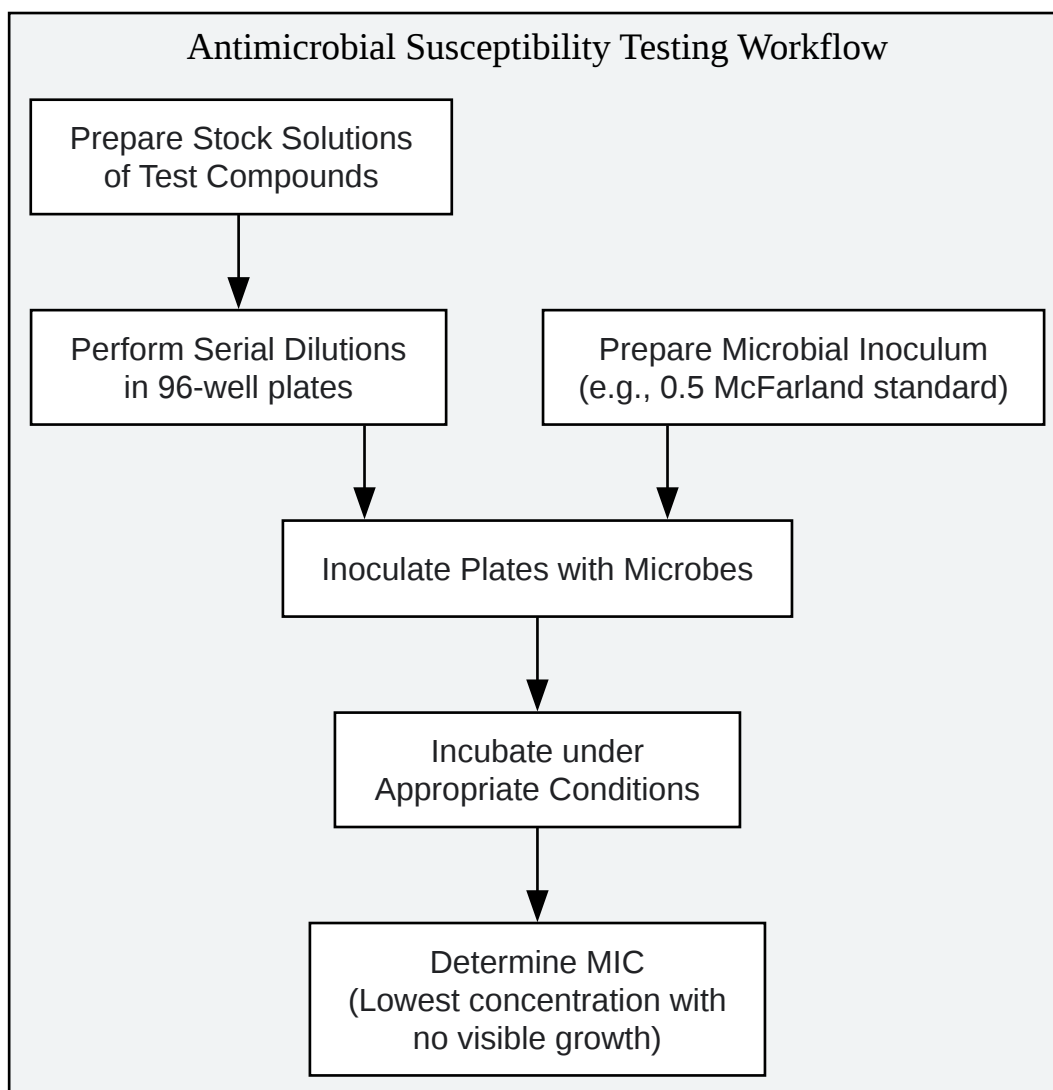 Antimicrobial Susceptibility Testing Workflow
Prepare Stock Solutions
of Test Compounds
Perform Serial Dilutions
in 96-well plates
Prepare Microbial Inoculum
(e.g., 0.5 McFarland standard)
Inoculate Plates with Microbes
Incubate under
Appropriate Conditions
Determine MIC
(Lowest concentration with
no visible growth)